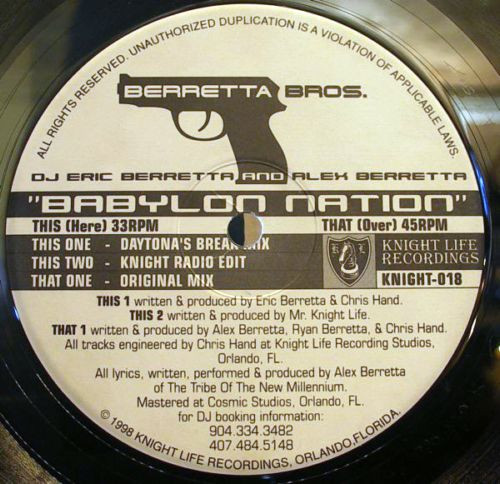 ALL RIGHTS RESERVED. UNAUTHORIZED DUPLICATION IS A VIOLATION OF APPLICABLE LAWS.
BERRETTA BROS.
DJ ERIC BERRETTA AND ALEX BERRETTA
"BABYLON NATION"
THIS (Here) 33RPM THAT (Over) 45RPM
THIS ONE - DAYTONA'S BREAK MIX
THIS TWO - KNIGHT RADIO EDIT
THAT ONE - ORIGINAL MIX
KNIGHT LIFE
RECORDINGS
KNIGHT-018
THIS 1 written & produced by Eric Berretta & Chris Hand.
THIS 2 written & produced by Mr. Knight Life.
THAT 1 written & produced by Alex Berretta, Ryan Berretta, & Chris Hand.
All tracks engineered by Chris Hand at Knight Life Recording Studios,
Orlando, FL.
All lyrics, written, performed & produced by Alex Berretta
of The Tribe Of The New Millennium.
Mastered at Cosmic Studios, Orlando, FL.
for DJ booking information:
904.334.3482
407.484.5148
© 1998 KNIGHT LIFE RECORDINGS, ORLANDO, FLORIDA.